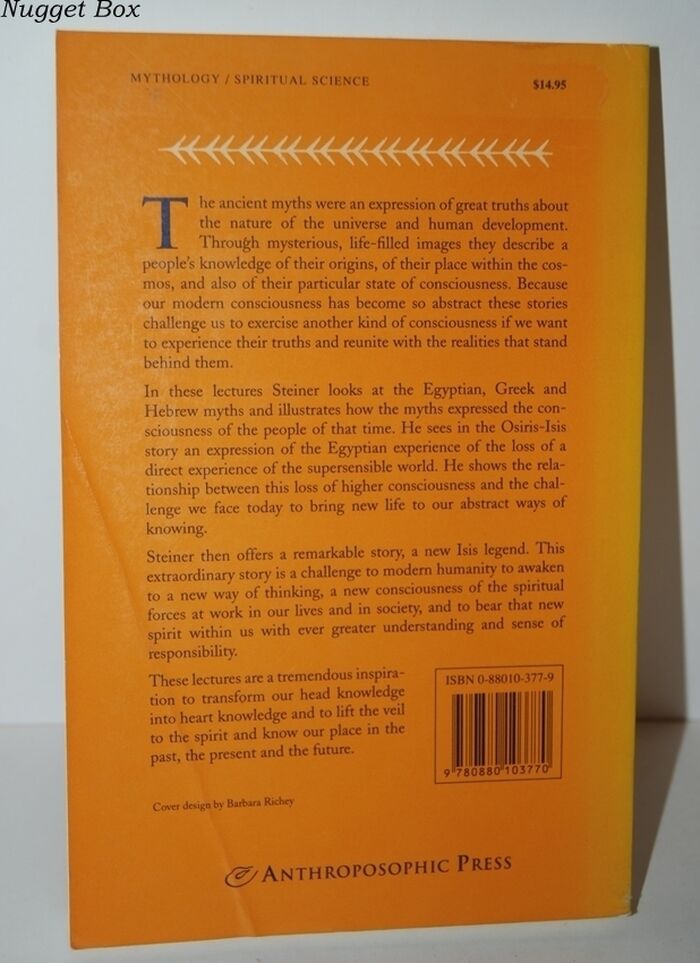 Nugget Box
MYTHOLOGY / SPIRITUAL SCIENCE
$14.95
The ancient myths were an expression of great truths about
the nature of the universe and human development.
Through mysterious, life-filled images they describe a
people's knowledge of their origins, of their place within the cos-
mos, and also of their particular state of consciousness. Because
our modern consciousness has become so abstract these stories
challenge us to exercise another kind of consciousness if we want
to experience their truths and reunite with the realities that stand
behind them.
In these lectures Steiner looks at the Egyptian, Greek and
Hebrew myths and illustrates how the myths expressed the con-
sciousness of the people of that time. He sees in the Osiris-Isis
story an expression of the Egyptian experience of the loss of a
direct experience of the supersensible world. He shows the rela-
tionship between this loss of higher consciousness and the chal-
lenge we face today to bring new life to our abstract ways of
knowing.
Steiner then offers a remarkable story, a new Isis legend. This
extraordinary story is a challenge to modern humanity to awaken
to a new way of thinking, a new consciousness of the spiritual
forces at work in our lives and in society, and to bear that new
spirit within us with ever greater understanding and sense of
responsibility.
These lectures are a tremendous inspira-
tion to transform our head knowledge
into heart knowledge and to lift the veil
to the spirit and know our place in the
past, the present and the future.
ISBN 0-88010-377-9
9 780880 103770
Cover design by Barbara Richey
ANTHROPOSOPHIC PRESS